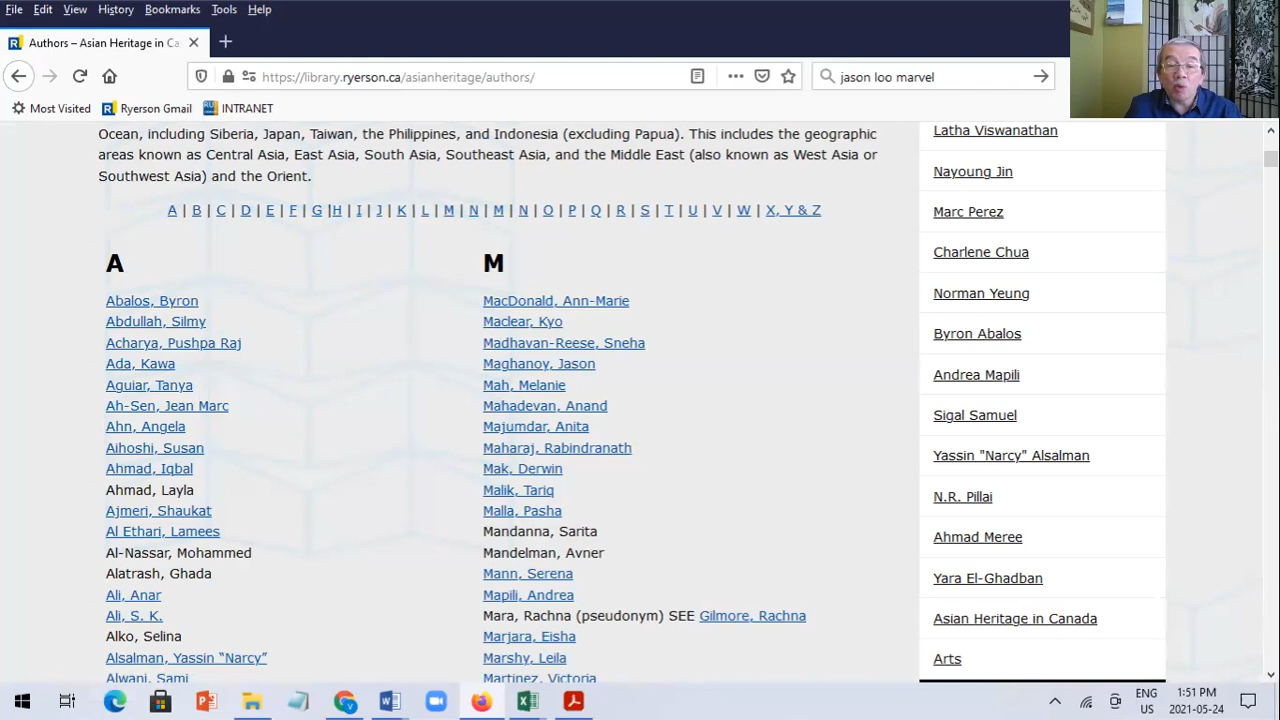 File Edit View History Bookmarks Tools Help
Authors – Asian Heritage in Ca
https://library.ryerson.ca/asianheritage/authors/
jason loo marvel
Most Visited Ryerson Gmail INTRANET
Ocean, including Siberia, Japan, Taiwan, the Philippines, and Indonesia (excluding Papua). This includes the geographic
areas known as Central Asia, East Asia, South Asia, Southeast Asia, and the Middle East (also known as West Asia or
Southwest Asia) and the Orient.
A | B | C | D | E | F | G |H | I | J | K | L | M | N | M | N | O | P | Q | R | S | T | U | V | W | X, Y & Z
A
Abalos, Byron
Abdullah, Silmy
Acharya, Pushpa Raj
Ada, Kawa
Aguiar, Tanya
Ah-Sen, Jean Marc
Ahn, Angela
Aihoshi, Susan
Ahmad, Iqbal
Ahmad, Layla
Ajmeri, Shaukat
Al Ethari, Lamees
Al-Nassar, Mohammed
Alatrash, Ghada
Ali, Anar
Ali, S. K.
Alko, Selina
Alsalman, Yassin “Narcy”
Alwani, Sami
M
MacDonald, Ann-Marie
Maclear, Kyo
Madhavan-Reese, Sneha
Maghanoy, Jason
Mah, Melanie
Mahadevan, Anand
Majumdar, Anita
Maharaj, Rabindranath
Mak, Derwin
Malik, Tariq
Malla, Pasha
Mandanna, Sarita
Mandelman, Avner
Mann, Serena
Mapili, Andrea
Mara, Rachna (pseudonym) SEE Gilmore, Rachna
Marjara, Eisha
Marshy, Leila
Martinez, Victoria
Latha Viswanathan
Nayoung Jin
Marc Perez
Charlene Chua
Norman Yeung
Byron Abalos
Andrea Mapili
Sigal Samuel
Yassin "Narcy" Alsalman
N.R. Pillai
Ahmad Meree
Yara El-Ghadban
Asian Heritage in Canada
Arts
ENG
US
1:51 PM
2021-05-24